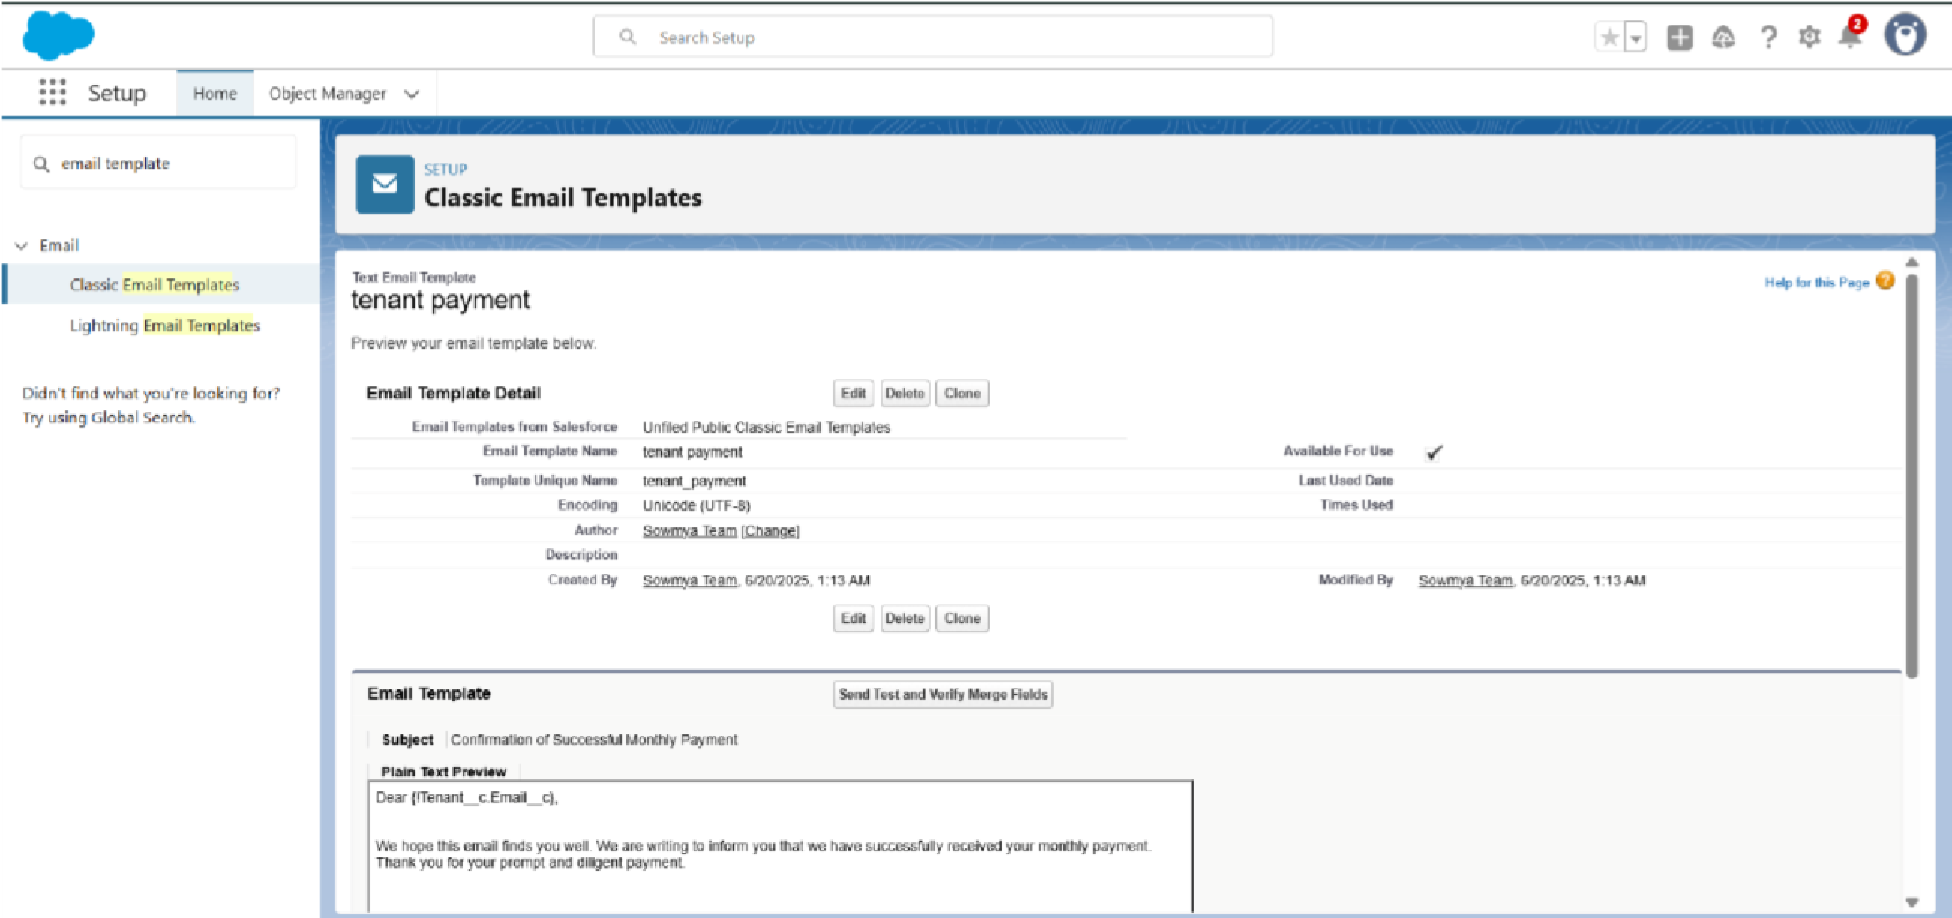 Search Setup
2
Setup
Home
Object Manager
email template
Email
Classic Email Templates
Lightning Email Templates
Didn't find what you're looking for?
Try using Global Search.
SETUP
Classic Email Templates
Text Email Template
tenant payment
Help for this Page
Preview your email template below.
Email Template Detail
Edit Delete Clone
Email Templates from Salesforce Unfiled Public Classic Email Templates
Email Template Name tenant payment Available For Use
Template Unique Name tenant_payment Last Used Date
Encoding Unicode (UTF-8) Times Used
Author Sowmya Team [Change]
Description
Created By Sowmya Team, 6/20/2025, 1:13 AM Modified By Sowmya Team, 6/20/2025, 1:13 AM
Edit Delete Clone
Email Template Send Test and Verify Merge Fields
Subject Confirmation of Successful Monthly Payment
Plain Text Preview
Dear {!Tenant__c.Email__c},
We hope this email finds you well. We are writing to inform you that we have successfully received your monthly payment.
Thank you for your prompt and diligent payment.